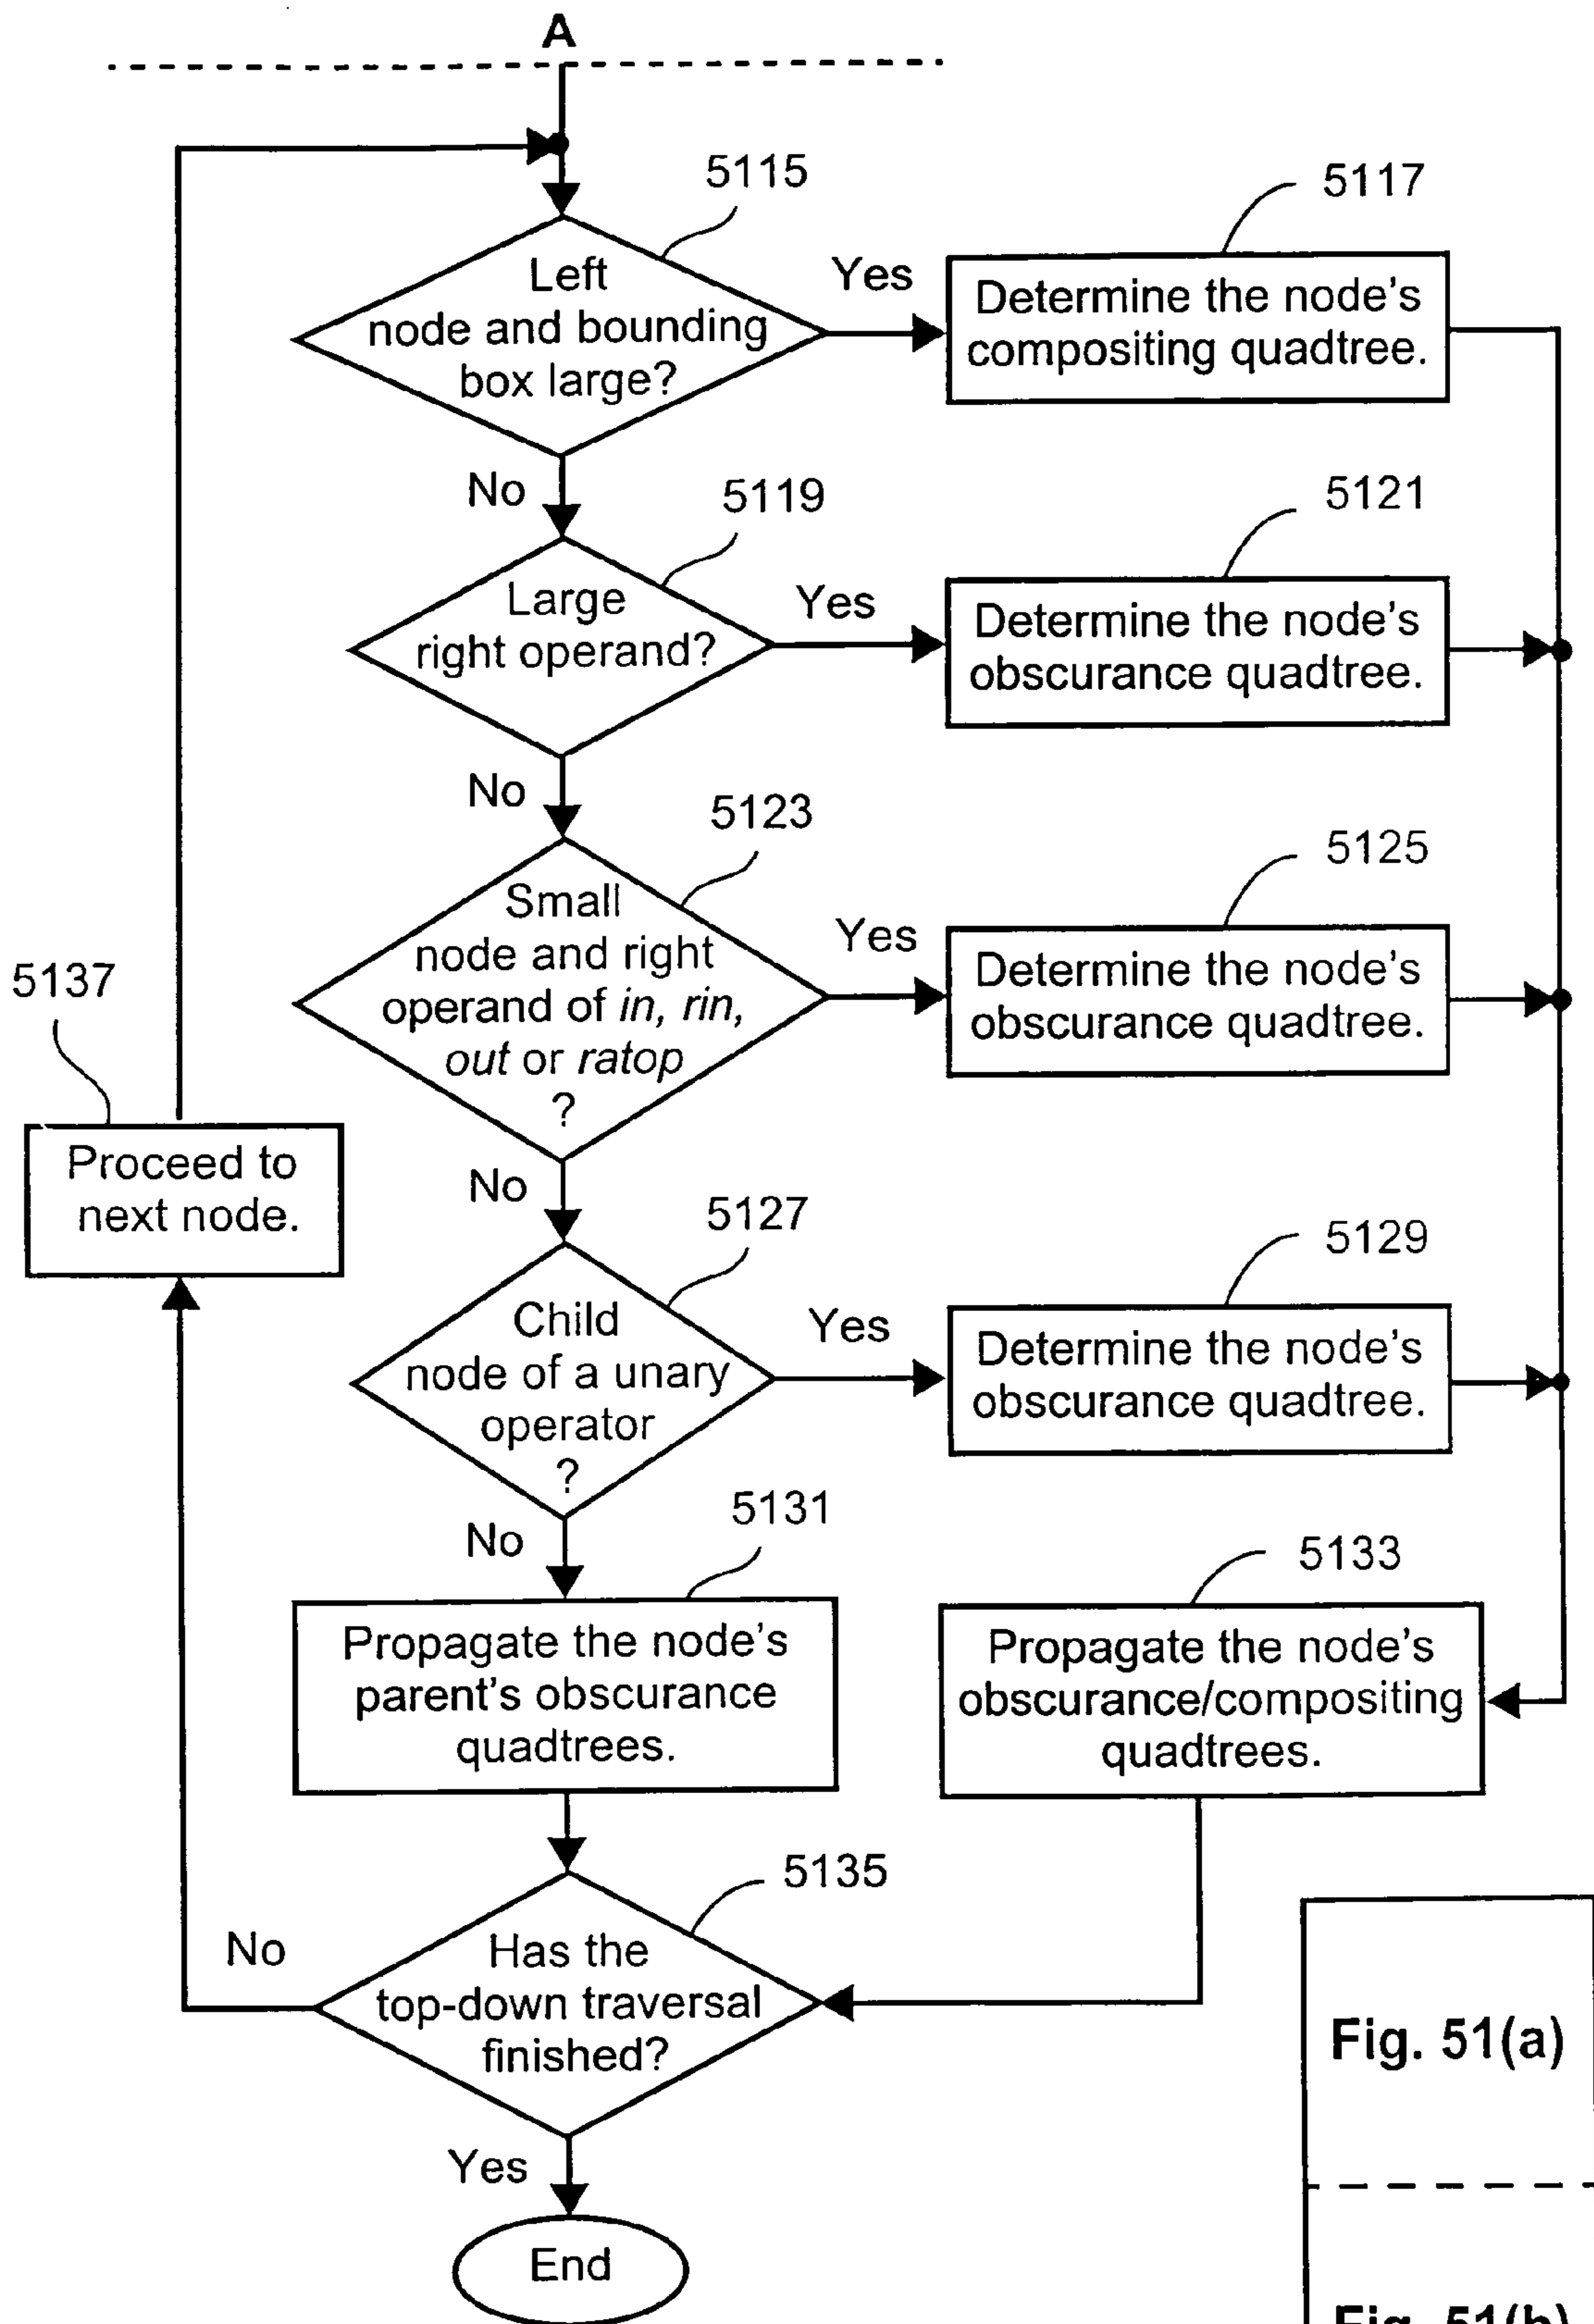 A
5115
5117
Left
node and bounding
box large?
Yes
Determine the node's
compositing quadtree.
No
5119
5121
Large
right operand?
Yes
Determine the node's
obscurance quadtree.
No
5123
5125
Small
node and right
operand of in, rin,
out or ratop
?
Yes
Determine the node's
obscurance quadtree.
5137
Proceed to
next node.
No
5127
5129
Child
node of a unary
operator
?
Yes
Determine the node's
obscurance quadtree.
No
5131
5133
Propagate the node's
parent's obscurance
quadtrees.
Propagate the node's
obscurance/compositing
quadtrees.
5135
No
Has the
top-down traversal
finished?
Yes
End
Fig. 51(a)
Fig. 51(b)